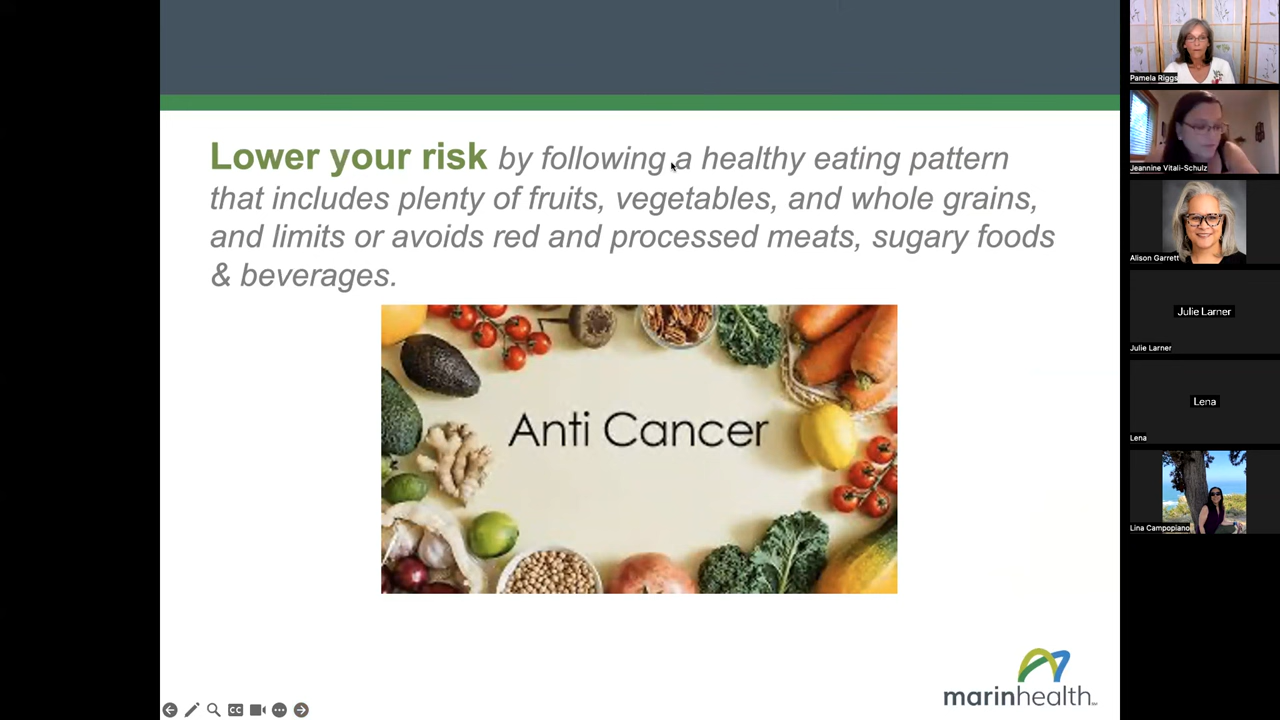 Lower your risk by following a healthy eating pattern
that includes plenty of fruits, vegetables, and whole grains,
and limits or avoids red and processed meats, sugary foods
& beverages.
Anti Cancer
marinhealth
CC
Pamela Riggs
Jeannine Vitali-Schulz
Alison Garrett
Julie Larner
Julie Larner
Lena
Lena
Lina Campopiano